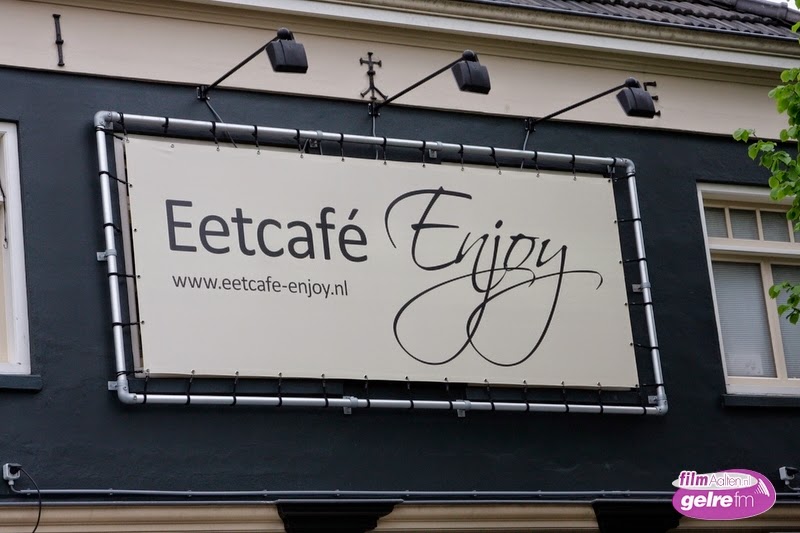 Eetcafé Enjoy
www.eetcafe-enjoy.nl
filmAalten.nl
gelre fm